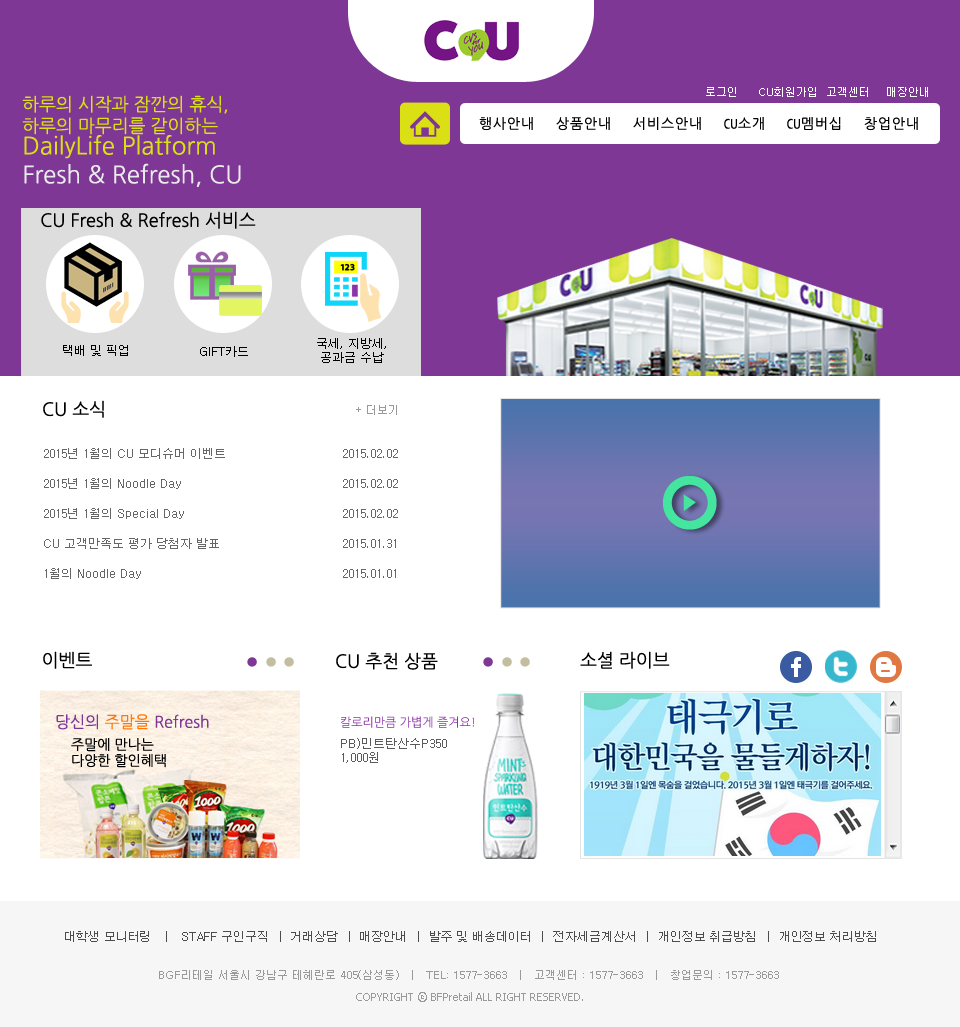 CU
CVS for YOU
로그인 CU회원가입 고객센터 매장안내
행사안내 상품안내 서비스안내 CU소개 CU멤버십 창업안내
하루의 시작과 잠깐의 휴식,
하루의 마무리를 같이하는
DailyLife Platform
Fresh & Refresh, CU
CU Fresh & Refresh 서비스
123
택배 및 픽업
GIFT카드
국세, 지방세,
공과금 수납
CU
CU
CU 소식
+ 더보기
2015년 1월의 CU 모디슈머 이벤트 2015.02.02
2015년 1월의 Noodle Day 2015.02.02
2015년 1월의 Special Day 2015.02.02
CU 고객만족도 평가 당첨자 발표 2015.01.31
1월의 Noodle Day 2015.01.01
이벤트
당신의 주말을 Refresh
주말에 만나는
다양한 할인혜택
1000
1000
W
W
CU 추천 상품
칼로리만큼 가볍게 즐겨요!
PB)민트탄산수P350
1,000원
MINT
SPARKLING
WATER
민트탄산수
소셜 라이브
태극기로
대한민국을 물들게하자!
1919년 3월 1일엔 목숨을 걸었습니다. 2015년 3월 1일엔 태극기를 걸어주세요.
대학생 모니터링 | STAFF 구인구직 | 거래상담 | 매장안내 | 발주 및 배송데이터 | 전자세금계산서 | 개인정보 취급방침 | 개인정보 처리방침
BGF리테일 서울시 강남구 테헤란로 405(삼성동) | TEL: 1577-3663 | 고객센터 : 1577-3663 | 창업문의 : 1577-3663
COPYRIGHT ⓒ BFPretail ALL RIGHT RESERVED.